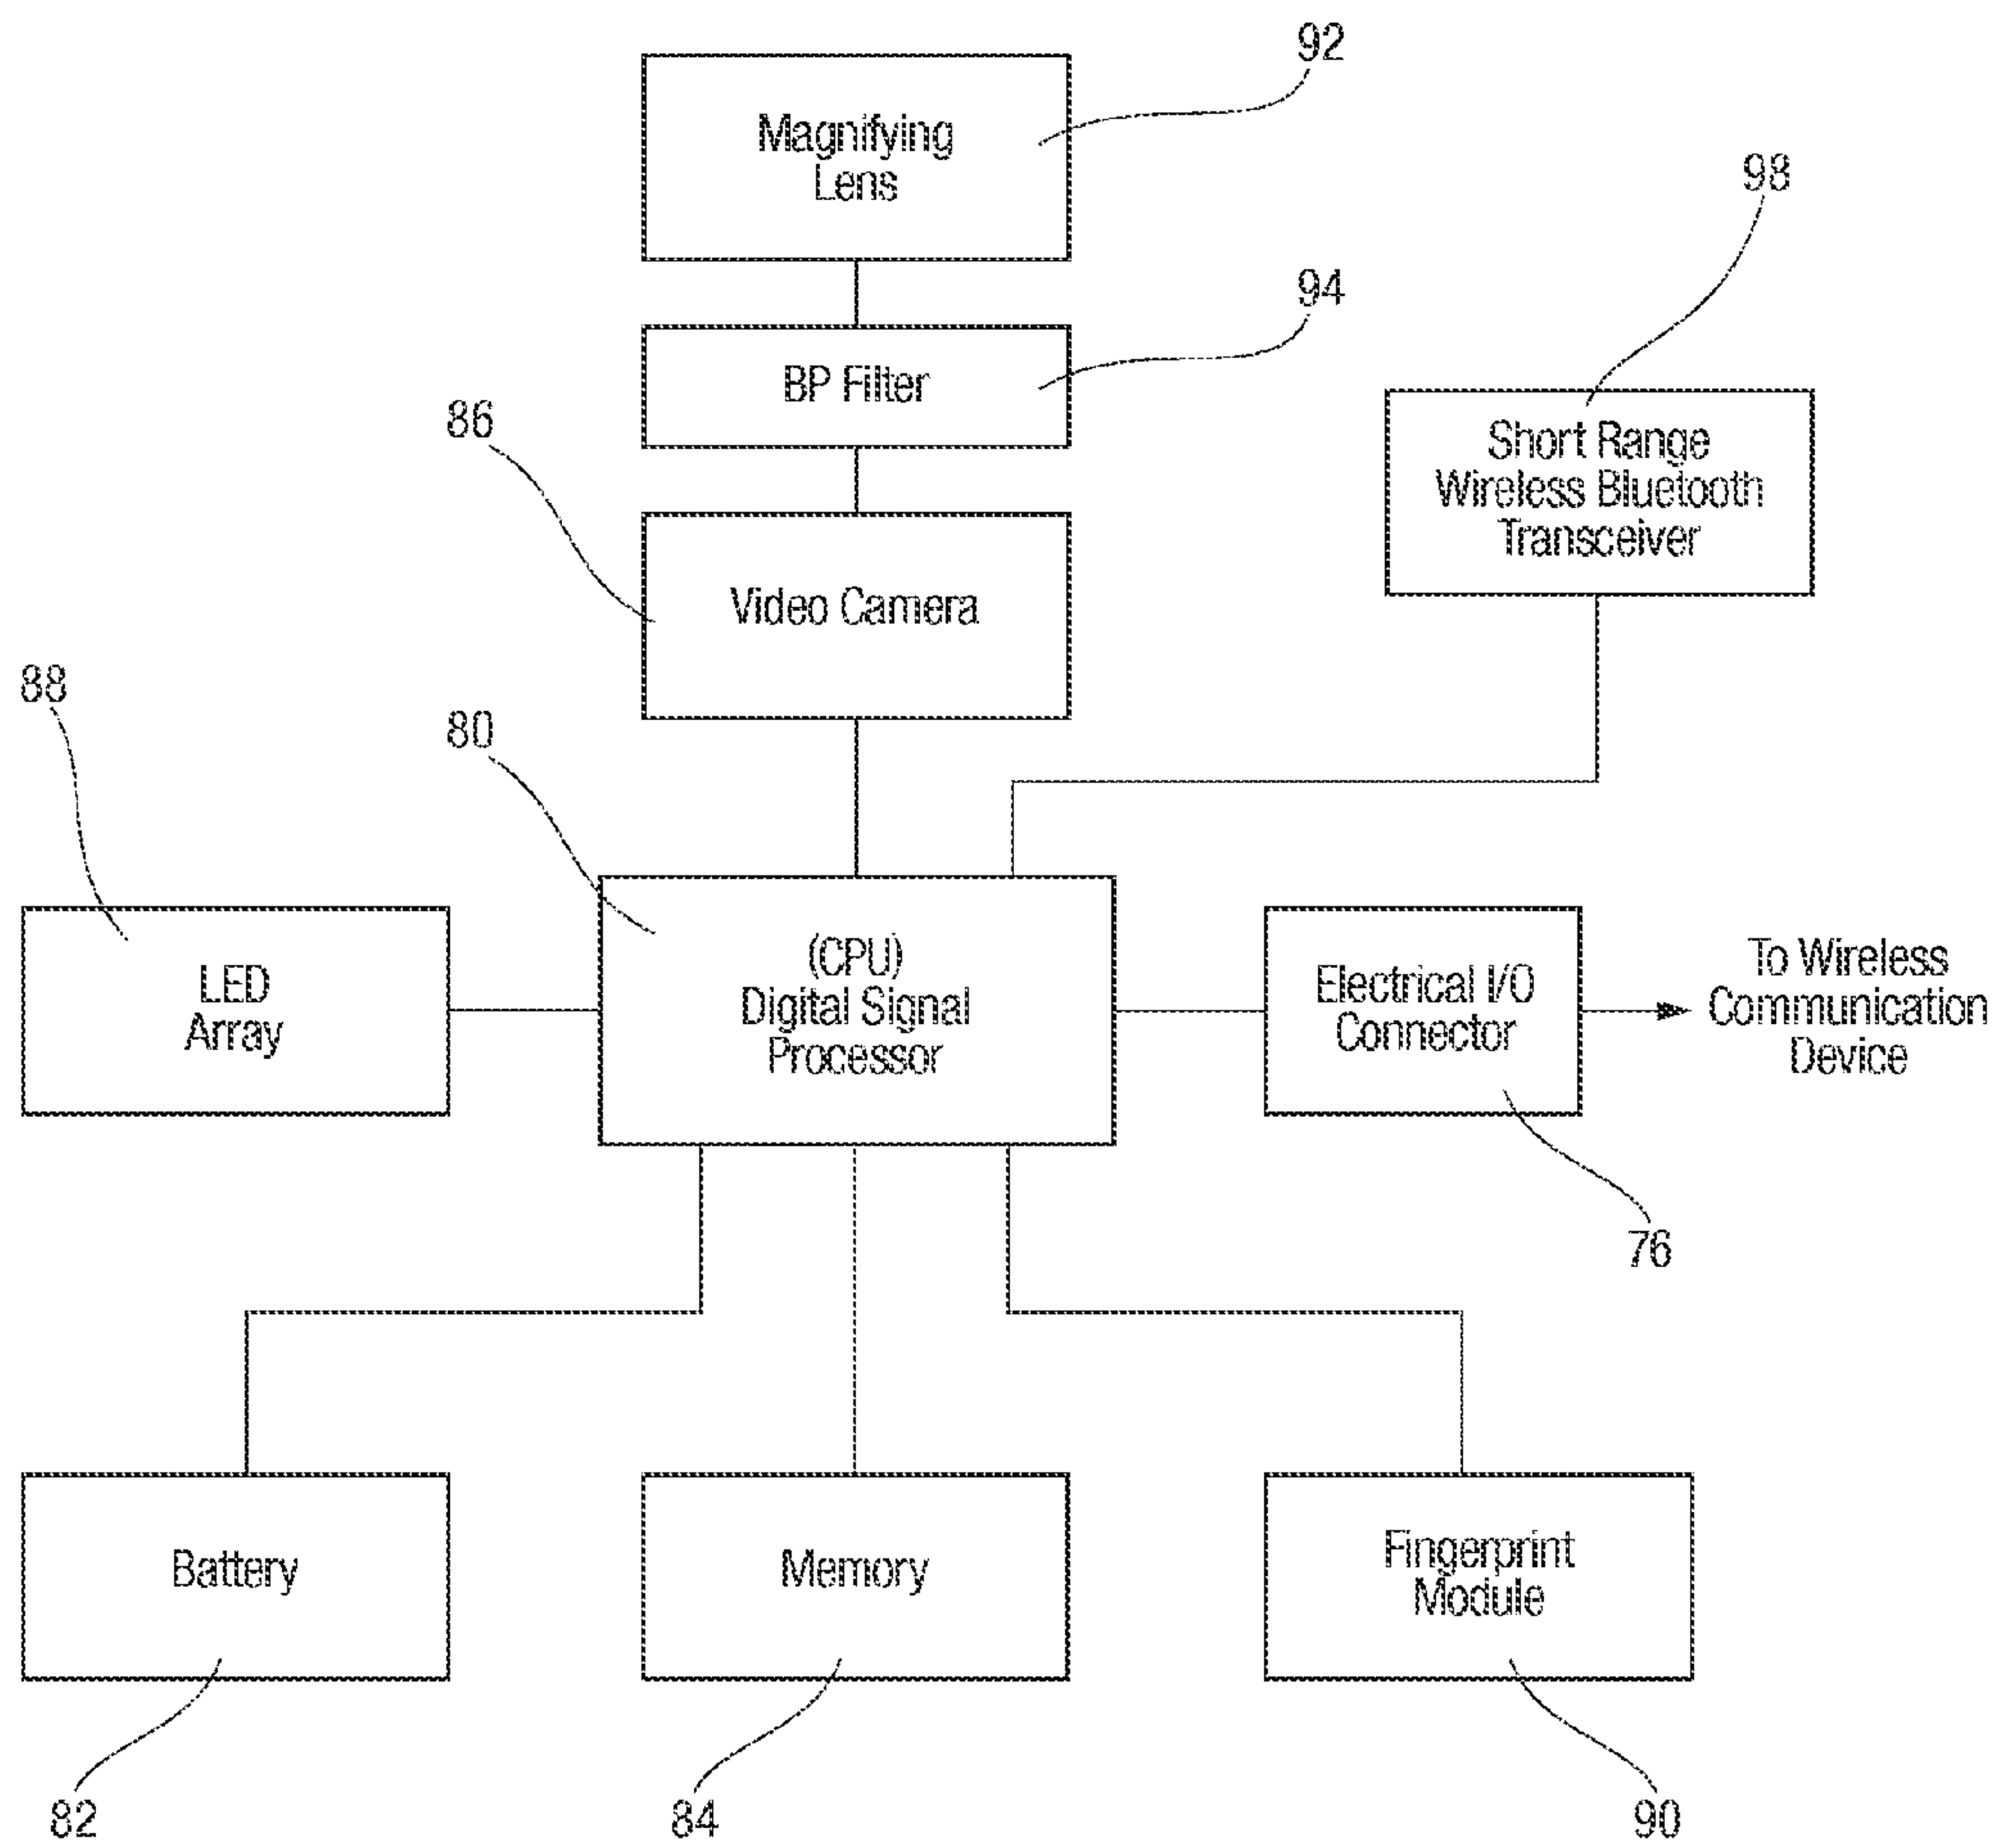 92
Magnifying
Lens
98
94
BP Filter
86
Short Range
Wireless Bluetooth
Transceiver
Video Camera
88
80
(CPU)
Digital Signal
Processor
LED
Array
Electrical I/O
Connector
To Wireless
Communication
Device
76
Battery
Memory
Fingerprint
Module
82
84
90